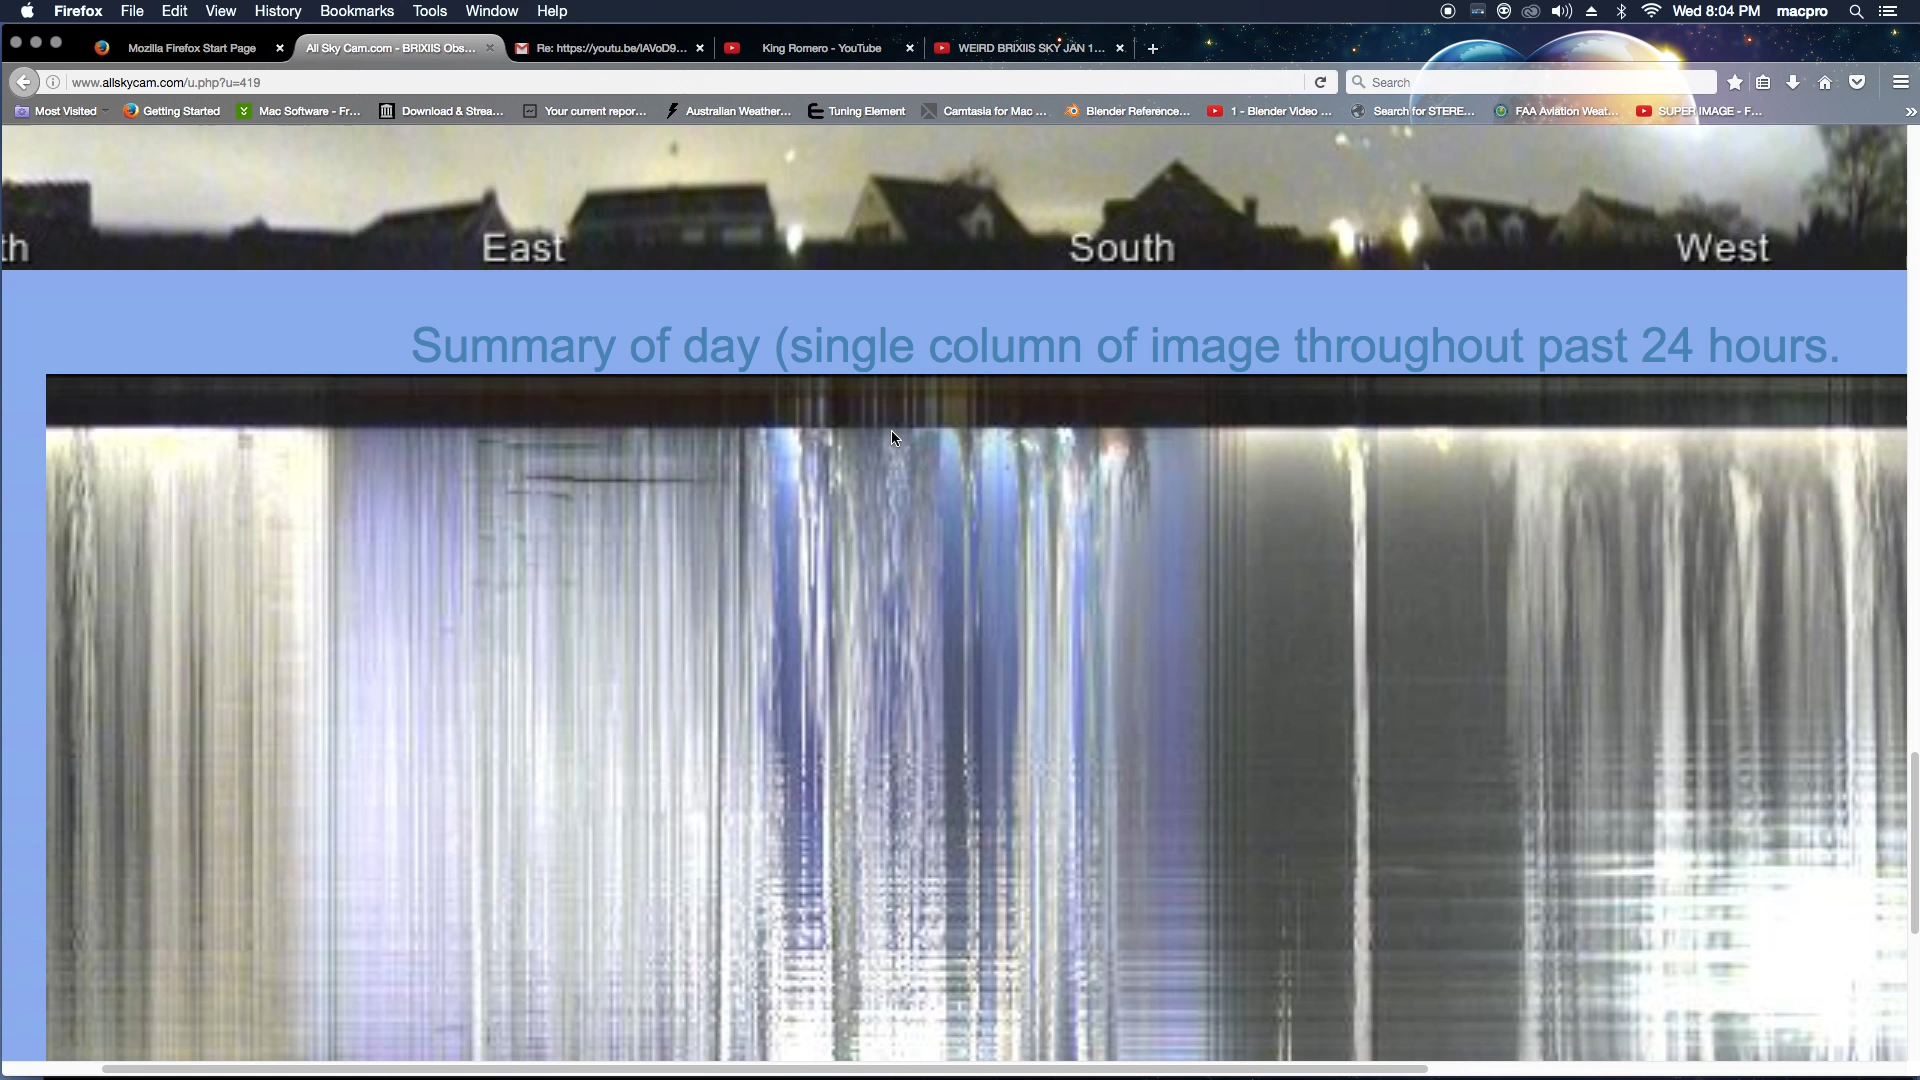 Firefox File Edit View History Bookmarks Tools Window Help Wed 8:04 PM macpro
Mozilla Firefox Start Page All Sky Cam.com - BRIXIIS Obs... Re: https://youtu.be/lAVoD9... King Romero - YouTube WEIRD BRIXIIS SKY JAN 1...
www.allskycam.com/u.php?u=419 Search
Most Visited Getting Started Mac Software - Fr... Download & Strea... Your current repor... Australian Weather... Tuning Element Camtasia for Mac ... Blender Reference... 1 - Blender Video ... Search for STERE... FAA Aviation Weat... SUPER IMAGE - F...
th East South West
Summary of day (single column of image throughout past 24 hours.